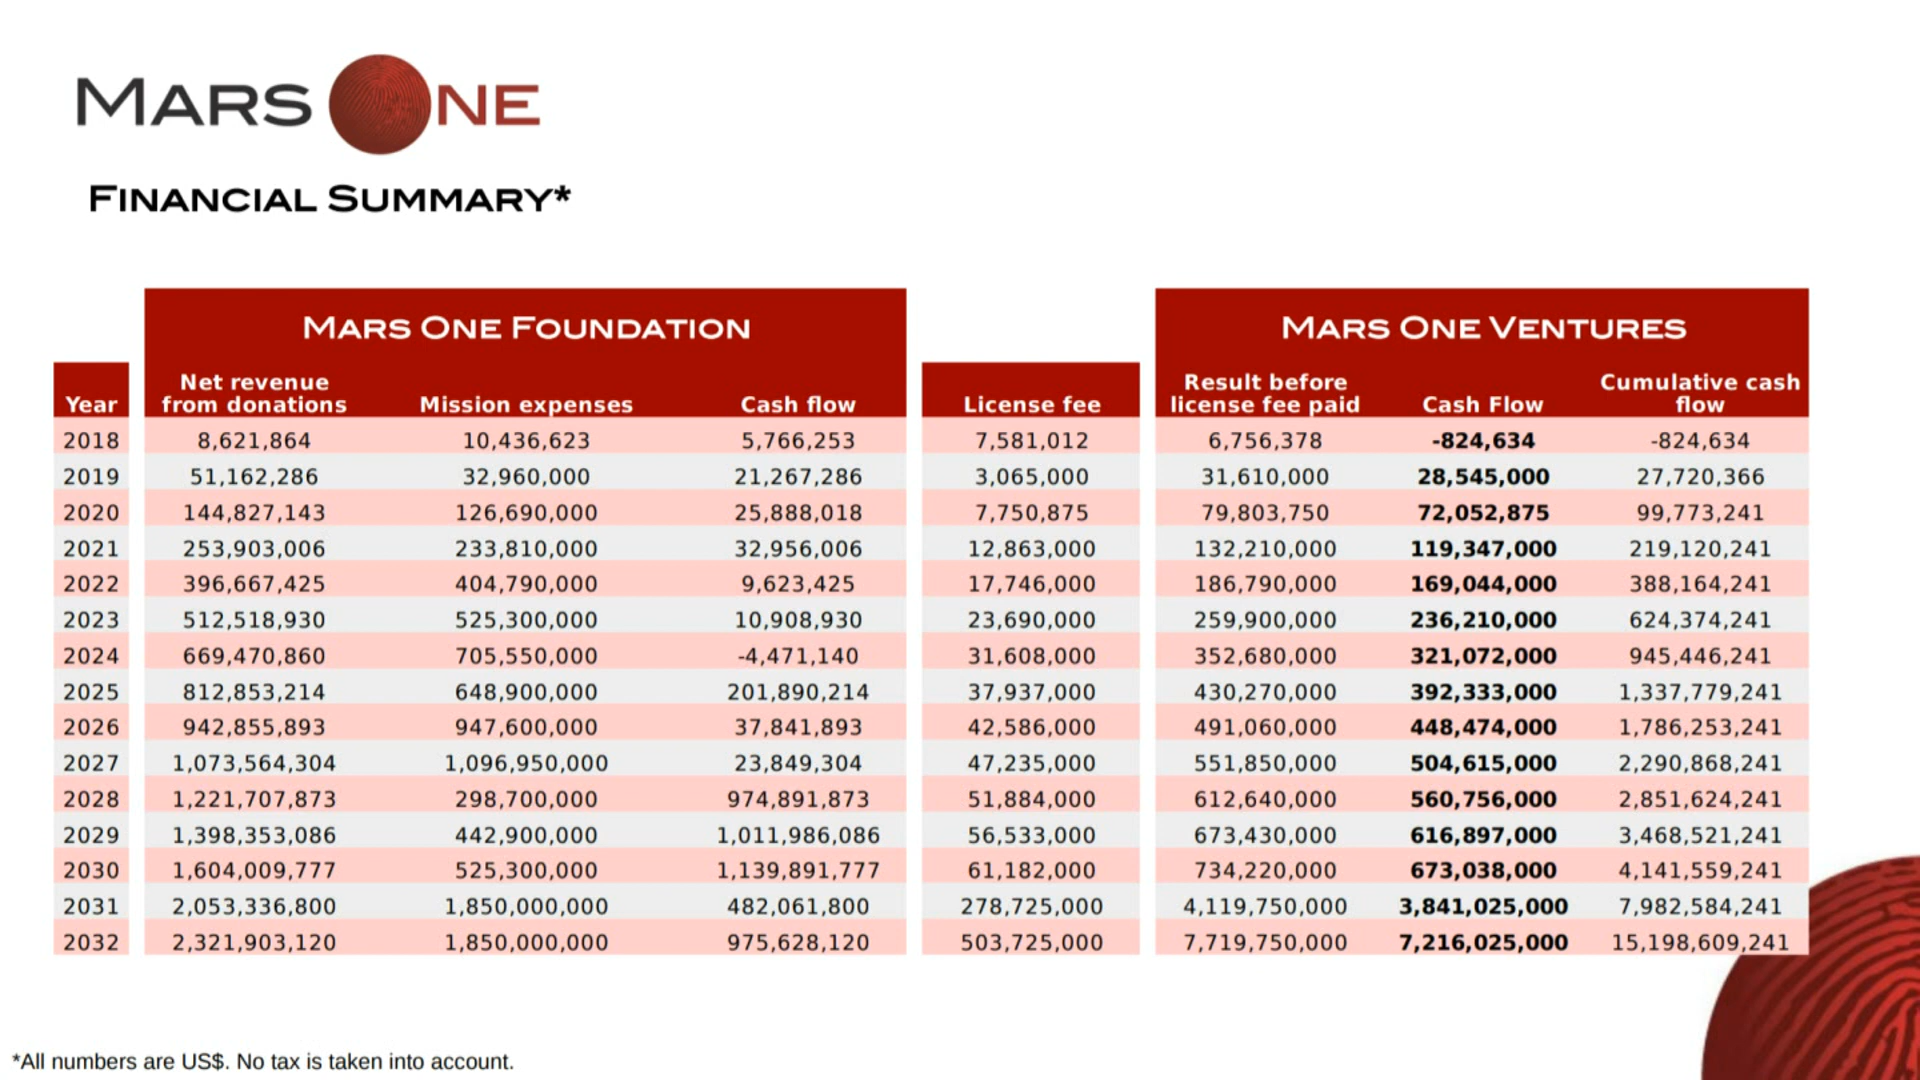 MARS ONE
FINANCIAL SUMMARY*
MARS ONE FOUNDATION
MARS ONE VENTURES
Year Net revenue from donations Mission expenses Cash flow License fee Result before license fee paid Cash Flow Cumulative cash flow
2018 8,621,864 10,436,623 5,766,253 7,581,012 6,756,378 -824,634 -824,634
2019 51,162,286 32,960,000 21,267,286 3,065,000 31,610,000 28,545,000 27,720,366
2020 144,827,143 126,690,000 25,888,018 7,750,875 79,803,750 72,052,875 99,773,241
2021 253,903,006 233,810,000 32,956,006 12,863,000 132,210,000 119,347,000 219,120,241
2022 396,667,425 404,790,000 9,623,425 17,746,000 186,790,000 169,044,000 388,164,241
2023 512,518,930 525,300,000 10,908,930 23,690,000 259,900,000 236,210,000 624,374,241
2024 669,470,860 705,550,000 -4,471,140 31,608,000 352,680,000 321,072,000 945,446,241
2025 812,853,214 648,900,000 201,890,214 37,937,000 430,270,000 392,333,000 1,337,779,241
2026 942,855,893 947,600,000 37,841,893 42,586,000 491,060,000 448,474,000 1,786,253,241
2027 1,073,564,304 1,096,950,000 23,849,304 47,235,000 551,850,000 504,615,000 2,290,868,241
2028 1,221,707,873 298,700,000 974,891,873 51,884,000 612,640,000 560,756,000 2,851,624,241
2029 1,398,353,086 442,900,000 1,011,986,086 56,533,000 673,430,000 616,897,000 3,468,521,241
2030 1,604,009,777 525,300,000 1,139,891,777 61,182,000 734,220,000 673,038,000 4,141,559,241
2031 2,053,336,800 1,850,000,000 482,061,800 278,725,000 4,119,750,000 3,841,025,000 7,982,584,241
2032 2,321,903,120 1,850,000,000 975,628,120 503,725,000 7,719,750,000 7,216,025,000 15,198,609,241
*All numbers are US$. No tax is taken into account.